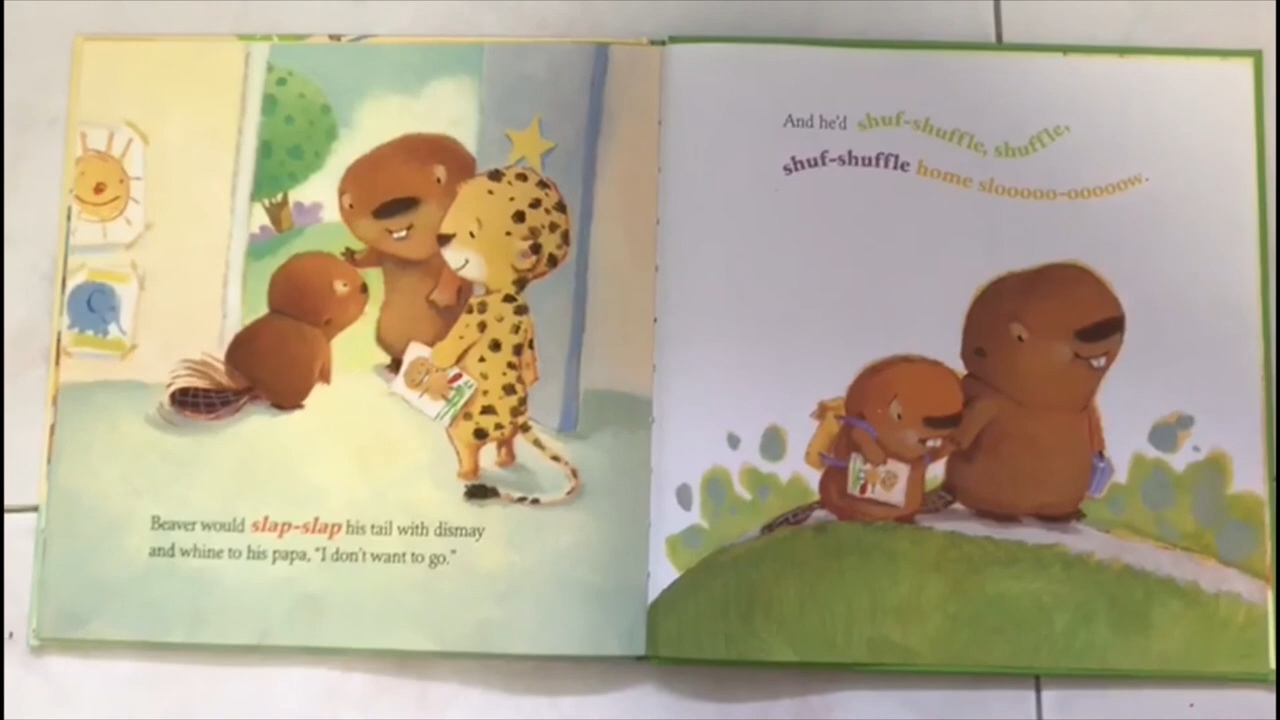 Beaver would slap-slap his tail with dismay
and whine to his papa, "I don't want to go."
And he'd shuf-shuffle, shuffle,
shuf-shuffle home slooooo-ooooow.